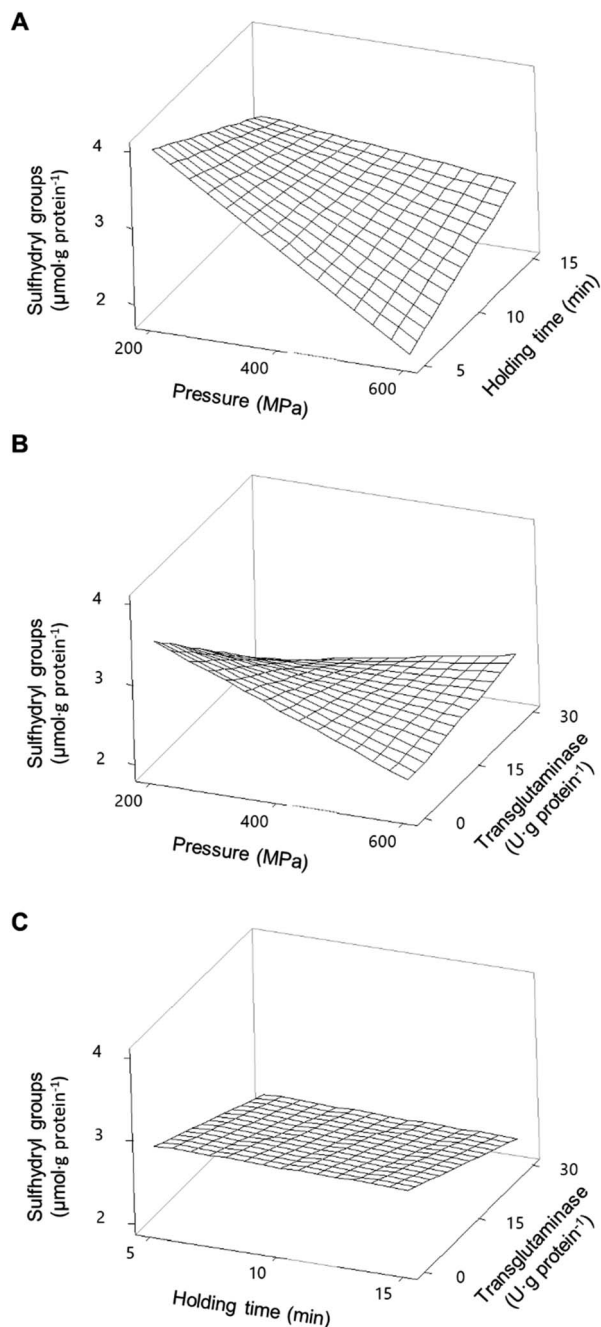 A
Sulfhydryl groups
(μmol·g protein⁻¹)
4
3
2
200
400
600
Pressure (MPa)
5
10
15
Holding time (min)
B
Sulfhydryl groups
(μmol·g protein⁻¹)
4
3
2
200
400
600
Pressure (MPa)
0
15
30
Transglutaminase
(U·g protein⁻¹)
C
Sulfhydryl groups
(μmol·g protein⁻¹)
4
3
2
5
10
15
Holding time (min)
0
15
30
Transglutaminase
(U·g protein⁻¹)